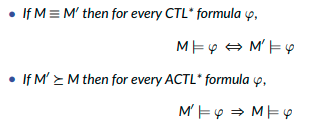 • If M ≡ M′ then for every CTL* formula φ,
M ⊨ φ ⇔ M′ ⊨ φ
• If M′ ⪰ M then for every ACTL* formula φ,
M′ ⊨ φ ⇒ M ⊨ φ